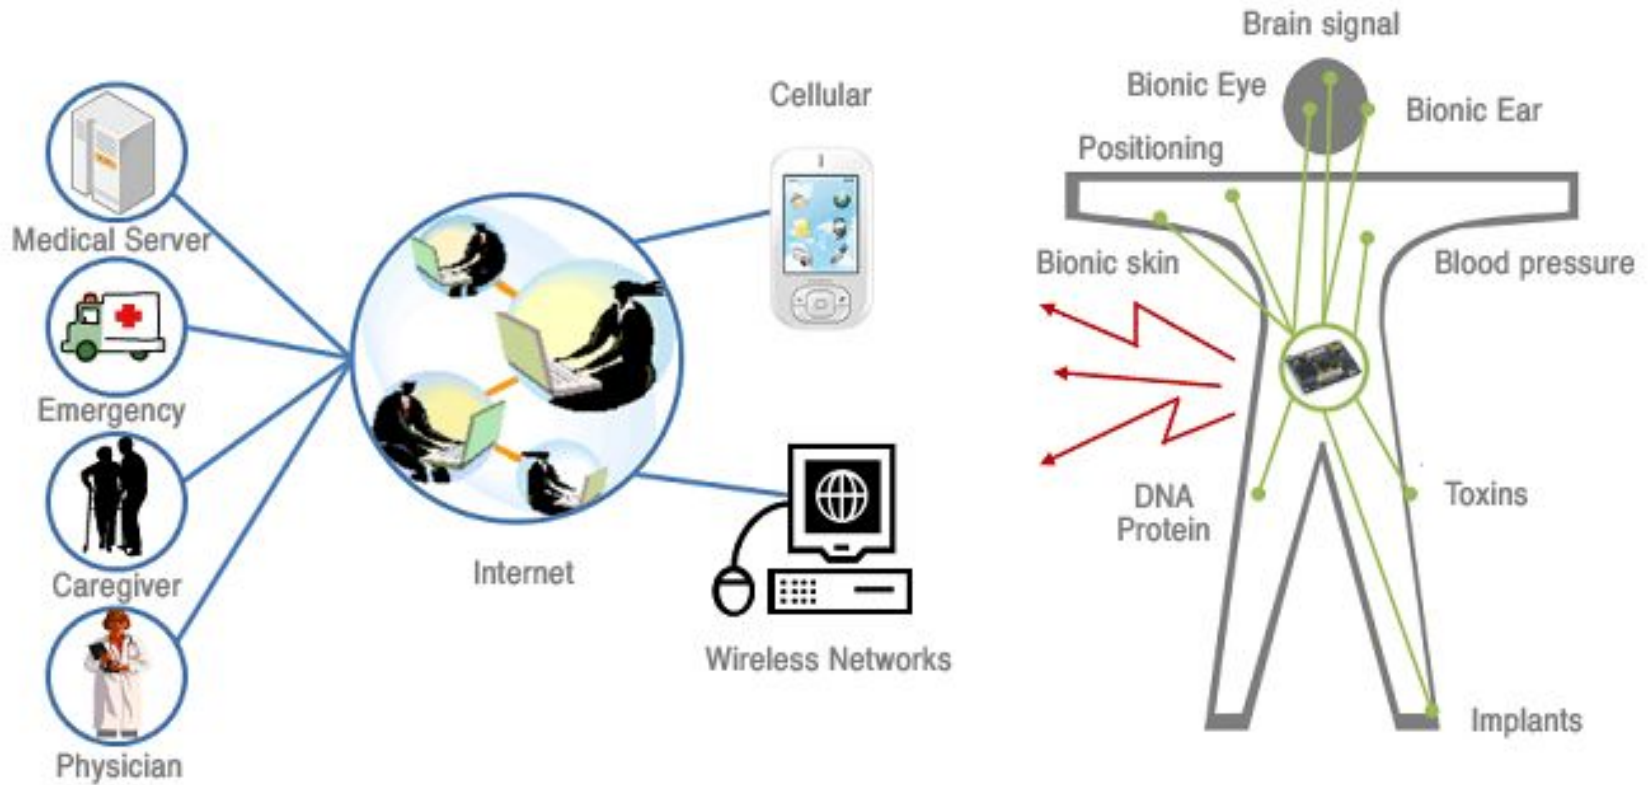 Brain signal
Cellular
Bionic Eye
Bionic Ear
Positioning
Medical Server
Bionic skin
Blood pressure
Emergency
DNA
Protein
Toxins
Internet
Caregiver
Wireless Networks
Implants
Physician